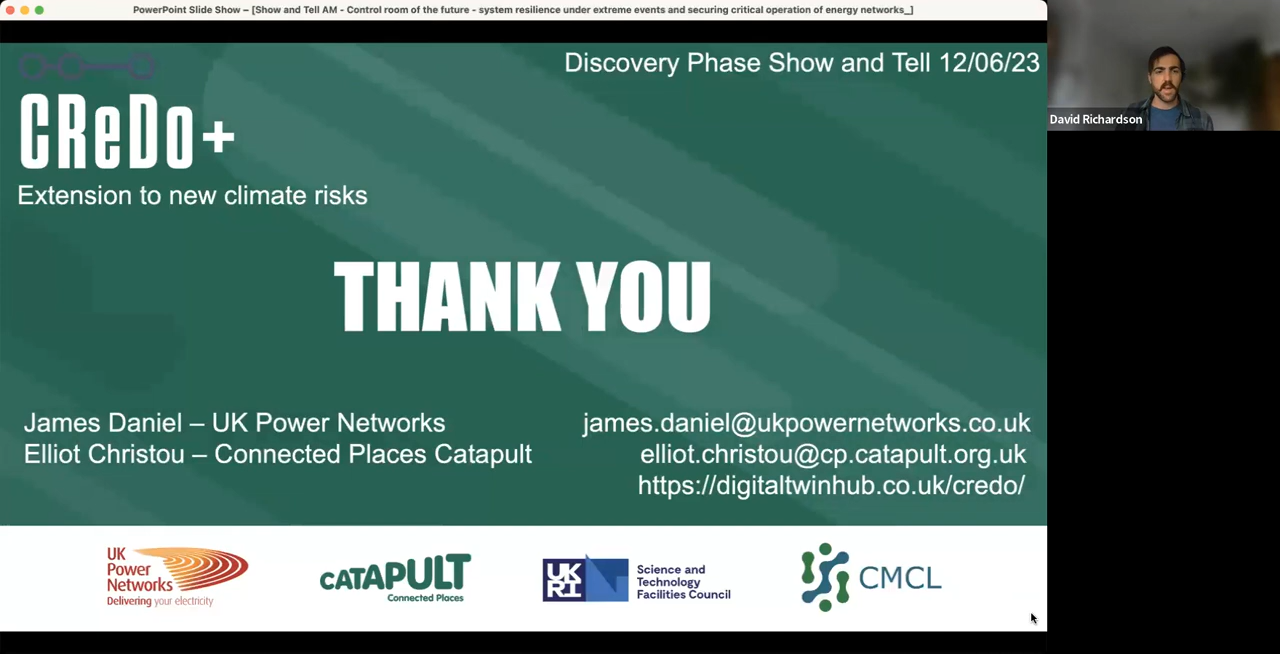 PowerPoint Slide Show – [Show and Tell AM - Control room of the future - system resilience under extreme events and securing critical operation of energy networks_]
Discovery Phase Show and Tell 12/06/23
CReDo+
Extension to new climate risks
David Richardson
THANK YOU
James Daniel – UK Power Networks
Elliot Christou – Connected Places Catapult
james.daniel@ukpowernetworks.co.uk
elliot.christou@cp.catapult.org.uk
https://digitaltwinhub.co.uk/credo/
UK
Power
Networks
Delivering your electricity
CATAPULT
Connected Places
UK
RI
Science and
Technology
Facilities Council
CMCL